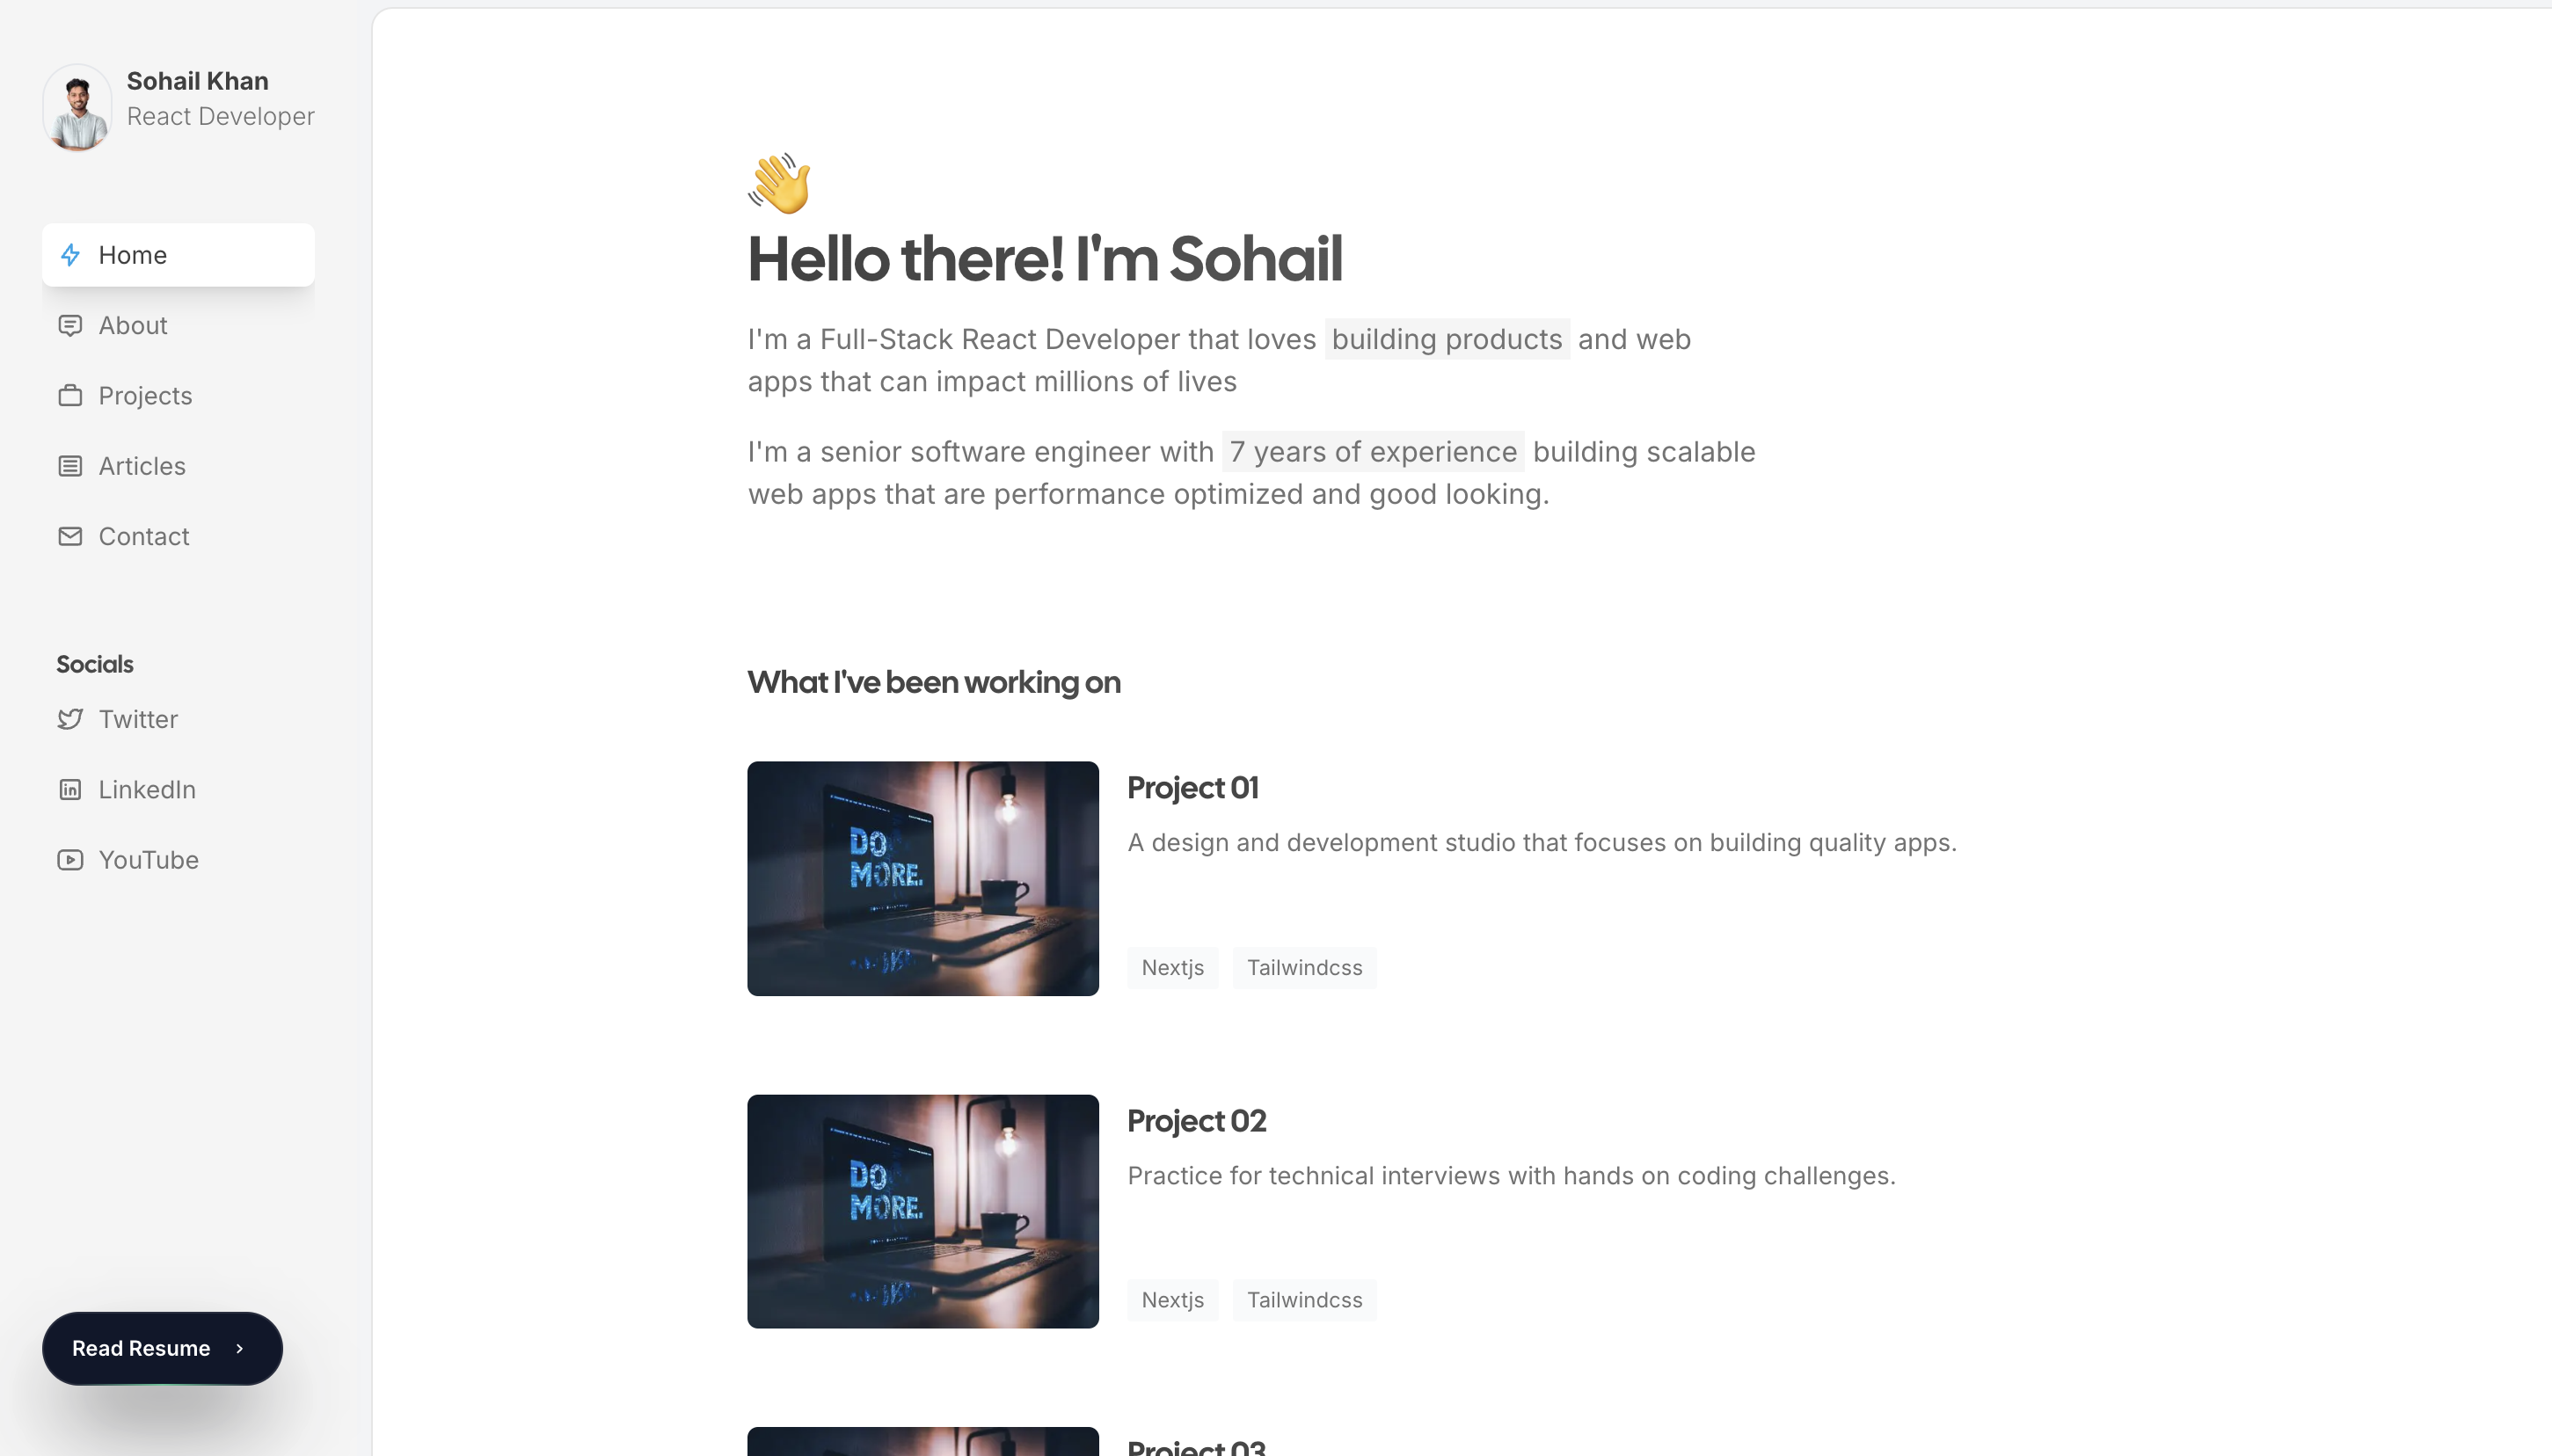 Sohail Khan
React Developer
Home
About
Projects
Articles
Contact
Socials
Twitter
LinkedIn
YouTube
Read Resume
Hello there! I'm Sohail
I'm a Full-Stack React Developer that loves building products and web
apps that can impact millions of lives
I'm a senior software engineer with 7 years of experience building scalable
web apps that are performance optimized and good looking.
What I've been working on
DO
MORE.
Project 01
A design and development studio that focuses on building quality apps.
Nextjs Tailwindcss
DO
MORE.
Project 02
Practice for technical interviews with hands on coding challenges.
Nextjs Tailwindcss
Project 03